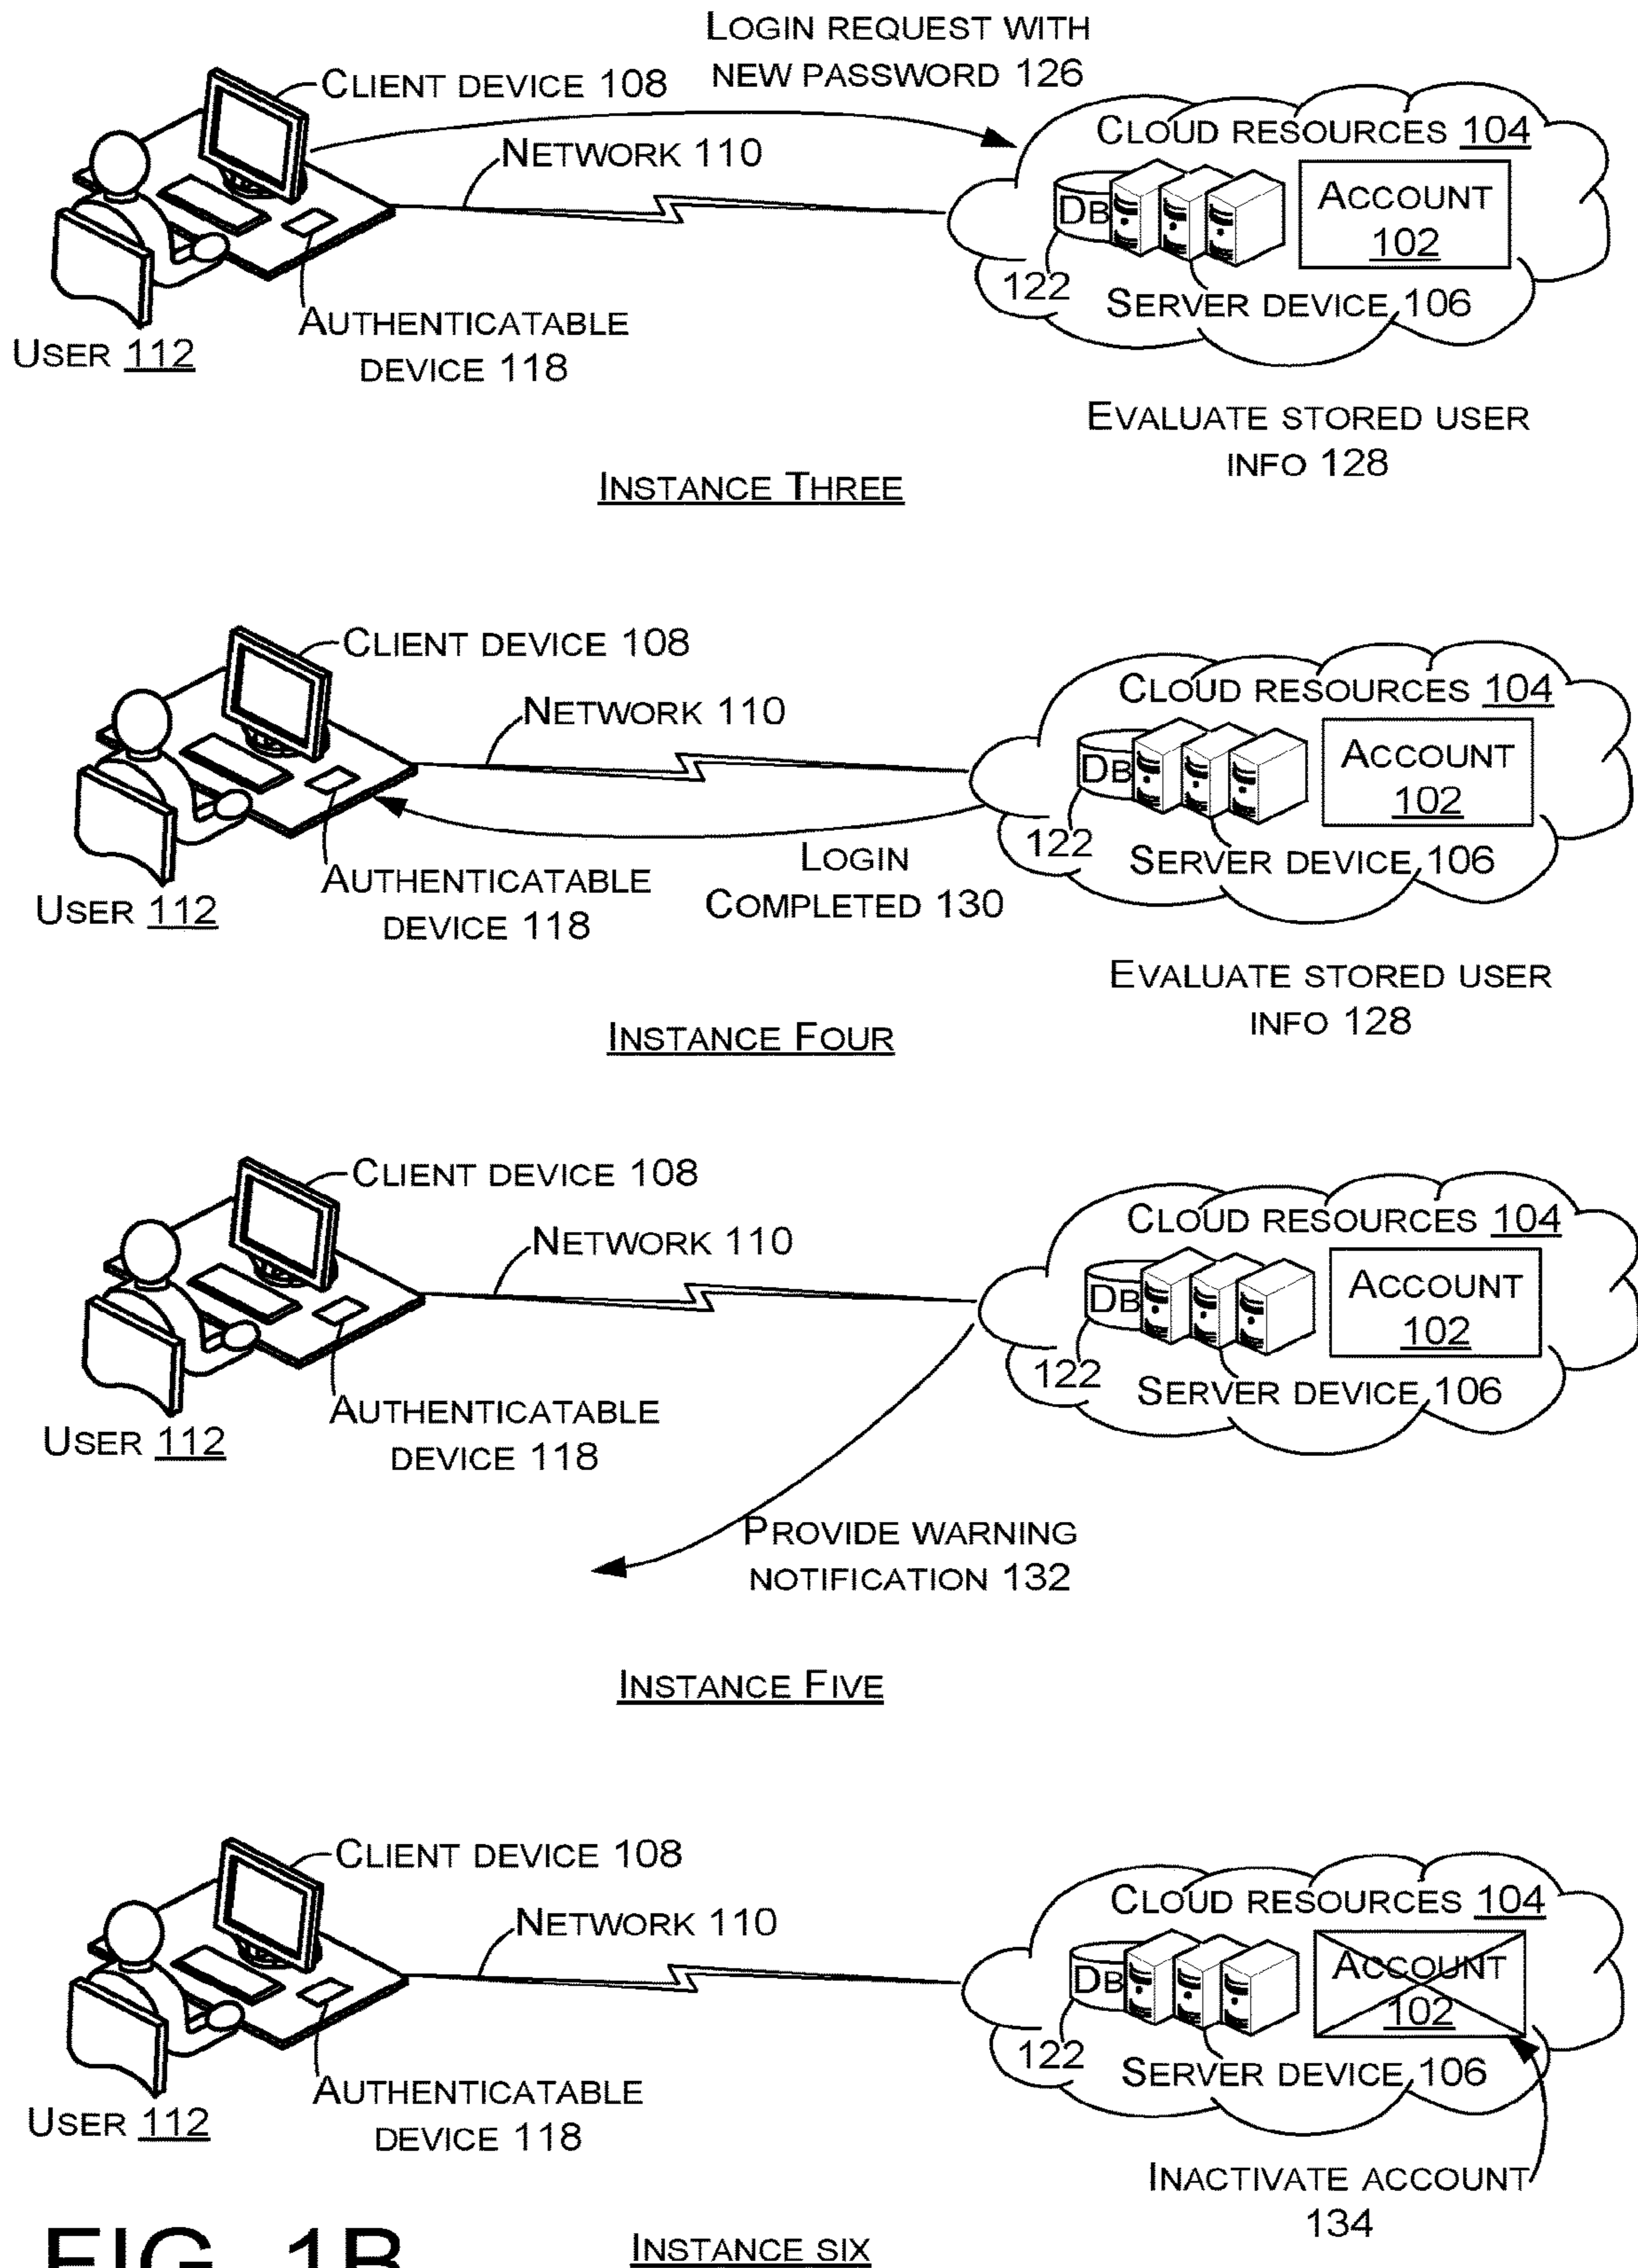 LOGIN REQUEST WITH
NEW PASSWORD 126
CLIENT DEVICE 108
NETWORK 110
CLOUD RESOURCES 104
DB
ACCOUNT
102
122
SERVER DEVICE 106
AUTHENTICATABLE
DEVICE 118
USER 112
EVALUATE STORED USER
INFO 128
INSTANCE THREE
CLIENT DEVICE 108
NETWORK 110
CLOUD RESOURCES 104
DB
ACCOUNT
102
122
SERVER DEVICE 106
LOGIN
COMPLETED 130
AUTHENTICATABLE
DEVICE 118
USER 112
EVALUATE STORED USER
INFO 128
INSTANCE FOUR
CLIENT DEVICE 108
NETWORK 110
CLOUD RESOURCES 104
DB
ACCOUNT
102
122
SERVER DEVICE 106
AUTHENTICATABLE
DEVICE 118
USER 112
PROVIDE WARNING
NOTIFICATION 132
INSTANCE FIVE
CLIENT DEVICE 108
NETWORK 110
CLOUD RESOURCES 104
DB
ACCOUNT
102
122
SERVER DEVICE 106
AUTHENTICATABLE
DEVICE 118
USER 112
INACTIVATE ACCOUNT
134
INSTANCE SIX
FIG. 1B